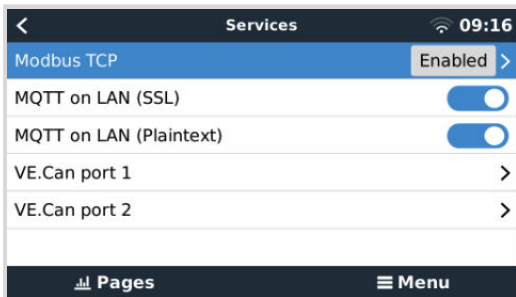 Services 09:16
Modbus TCP Enabled
MQTT on LAN (SSL)
MQTT on LAN (Plaintext)
VE.Can port 1
VE.Can port 2
Pages Menu